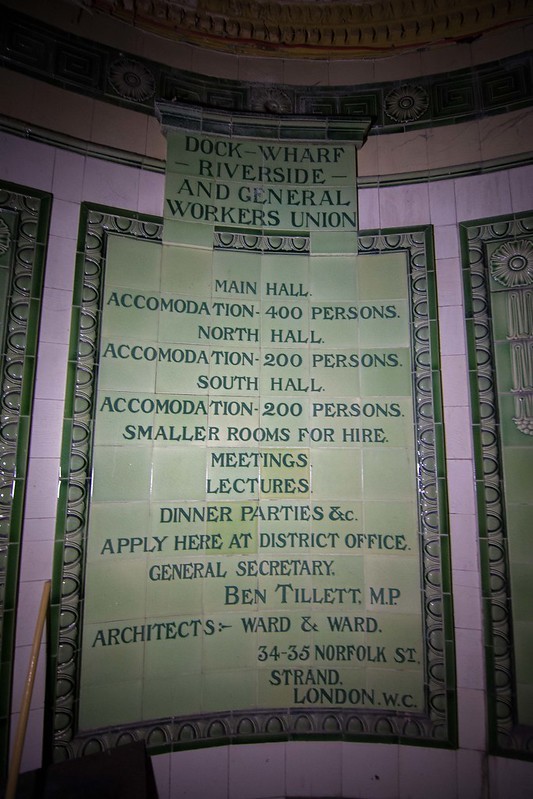 DOCK-WHARF
-RIVERSIDE-
AND GENERAL
WORKERS UNION
MAIN HALL.
ACCOMODATION-400 PERSONS.
NORTH HALL.
ACCOMODATION-200 PERSONS.
SOUTH HALL.
ACCOMODATION-200 PERSONS.
SMALLER ROOMS FOR HIRE.
MEETINGS.
LECTURES.
DINNER PARTIES &c.
APPLY HERE AT DISTRICT OFFICE.
GENERAL SECRETARY.
BEN TILLETT, M.P.
ARCHITECTS:- WARD & WARD.
34-35 NORFOLK ST.
STRAND.
LONDON.W.C.